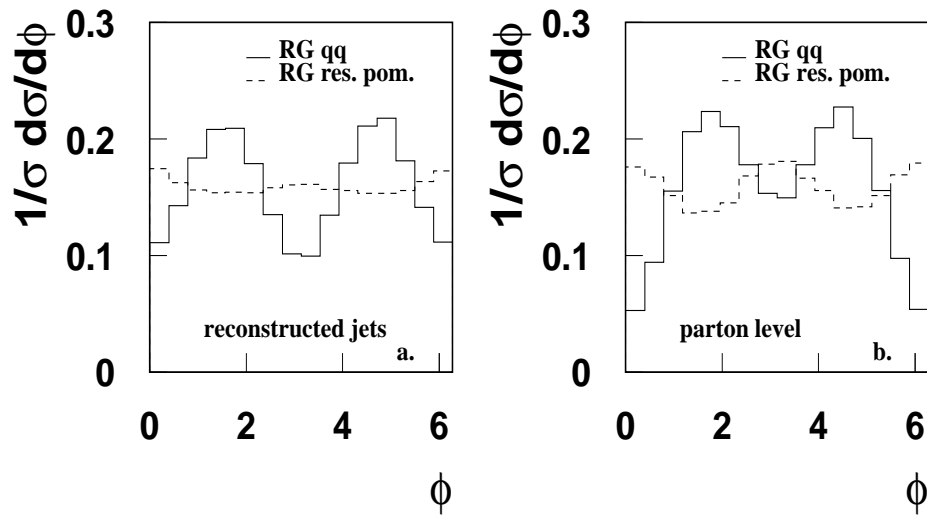 1/σ dσ/dϕ
0.3
0.2
0.1
0
RG qq
RG res. pom.
reconstructed jets
a.
0 2 4 6
ϕ
1/σ dσ/dϕ
0.3
0.2
0.1
0
RG qq
RG res. pom.
parton level
b.
0 2 4 6
ϕ